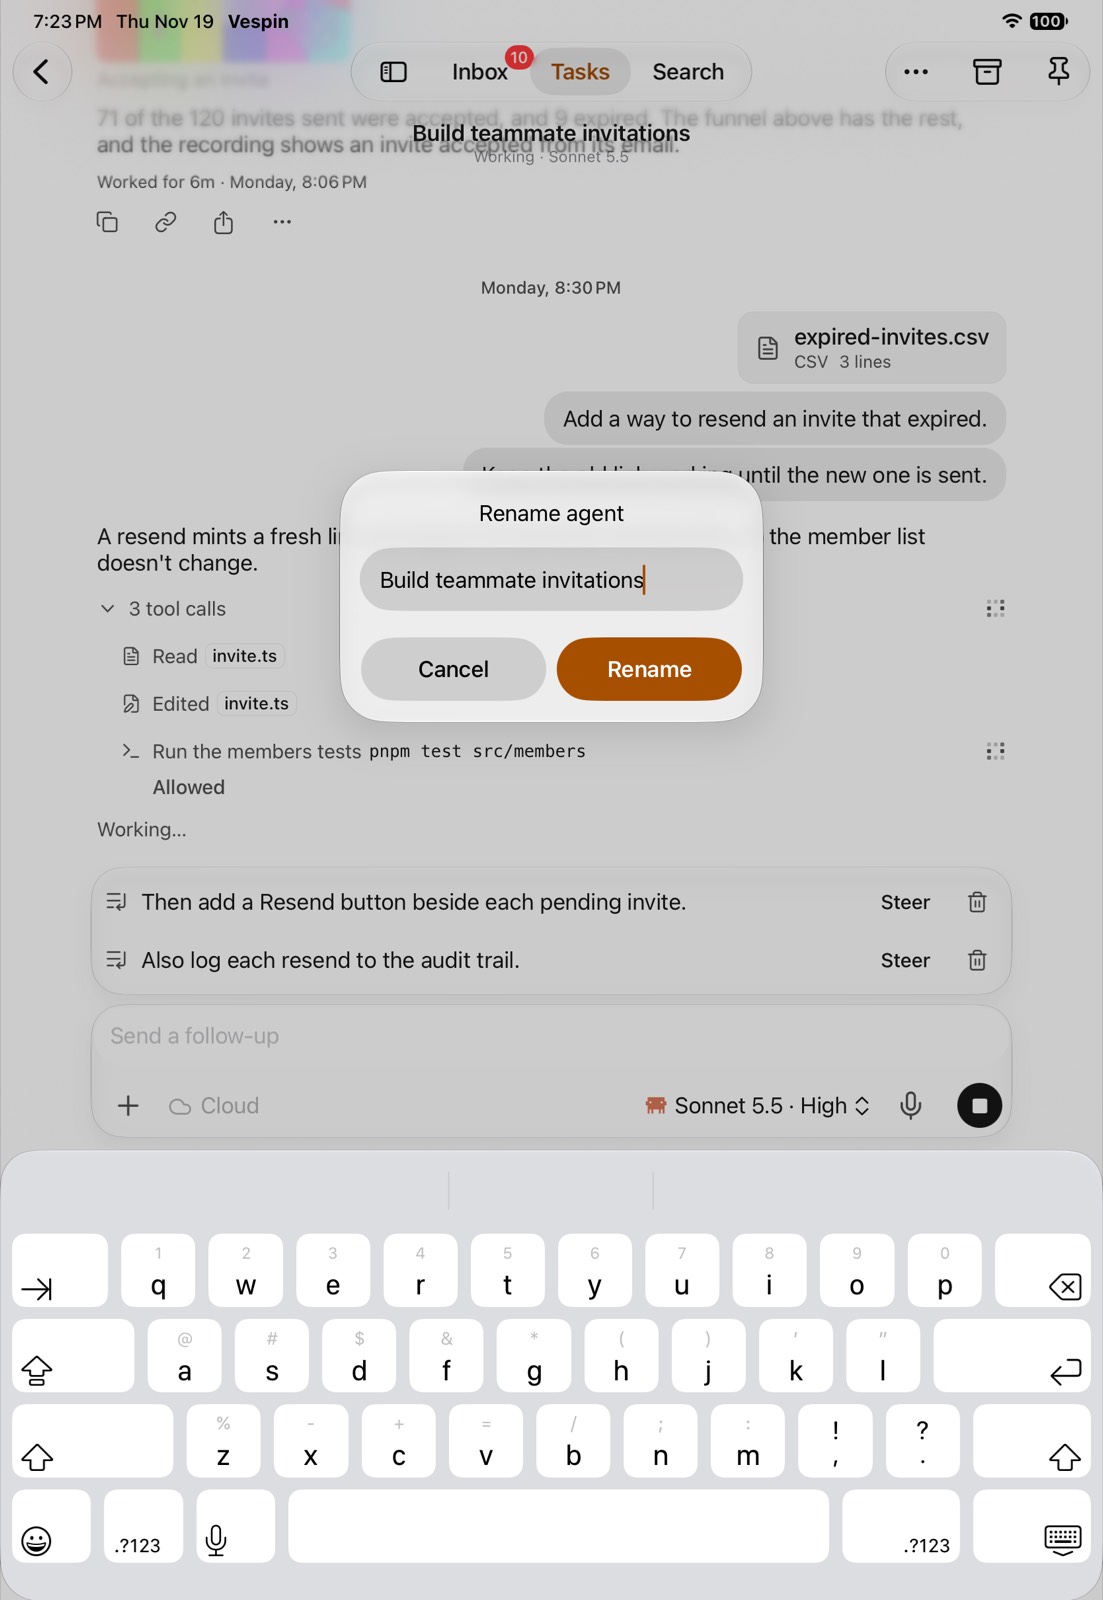 7:23 PM Thu Nov 19 Vespin
100
Inbox 10 Tasks Search
Accepting an invite
71 of the 120 invites sent were accepted, and 9 expired. The funnel above has the rest,
and the recording shows an invite accepted from its email.
Build teammate invitations
Working · Sonnet 5.5
Worked for 6m · Monday, 8:06 PM
Monday, 8:30 PM
expired-invites.csv
CSV 3 lines
Add a way to resend an invite that expired.
until the new one is sent.
A resend mints a fresh
the member list
doesn't change.
Rename agent
Build teammate invitations
Cancel Rename
3 tool calls
Read invite.ts
Edited invite.ts
Run the members tests pnpm test src/members
Allowed
Working...
Then add a Resend button beside each pending invite. Steer
Also log each resend to the audit trail. Steer
Send a follow-up
Cloud
Sonnet 5.5 · High
1 2 3 4 5 6 7 8 9 0
q w e r t y u i o p
@ # $ & * ( ) ' "
a s d f g h j k l
% - + = / ; : ! ?
z x c v b n m , .
.?123 .?123